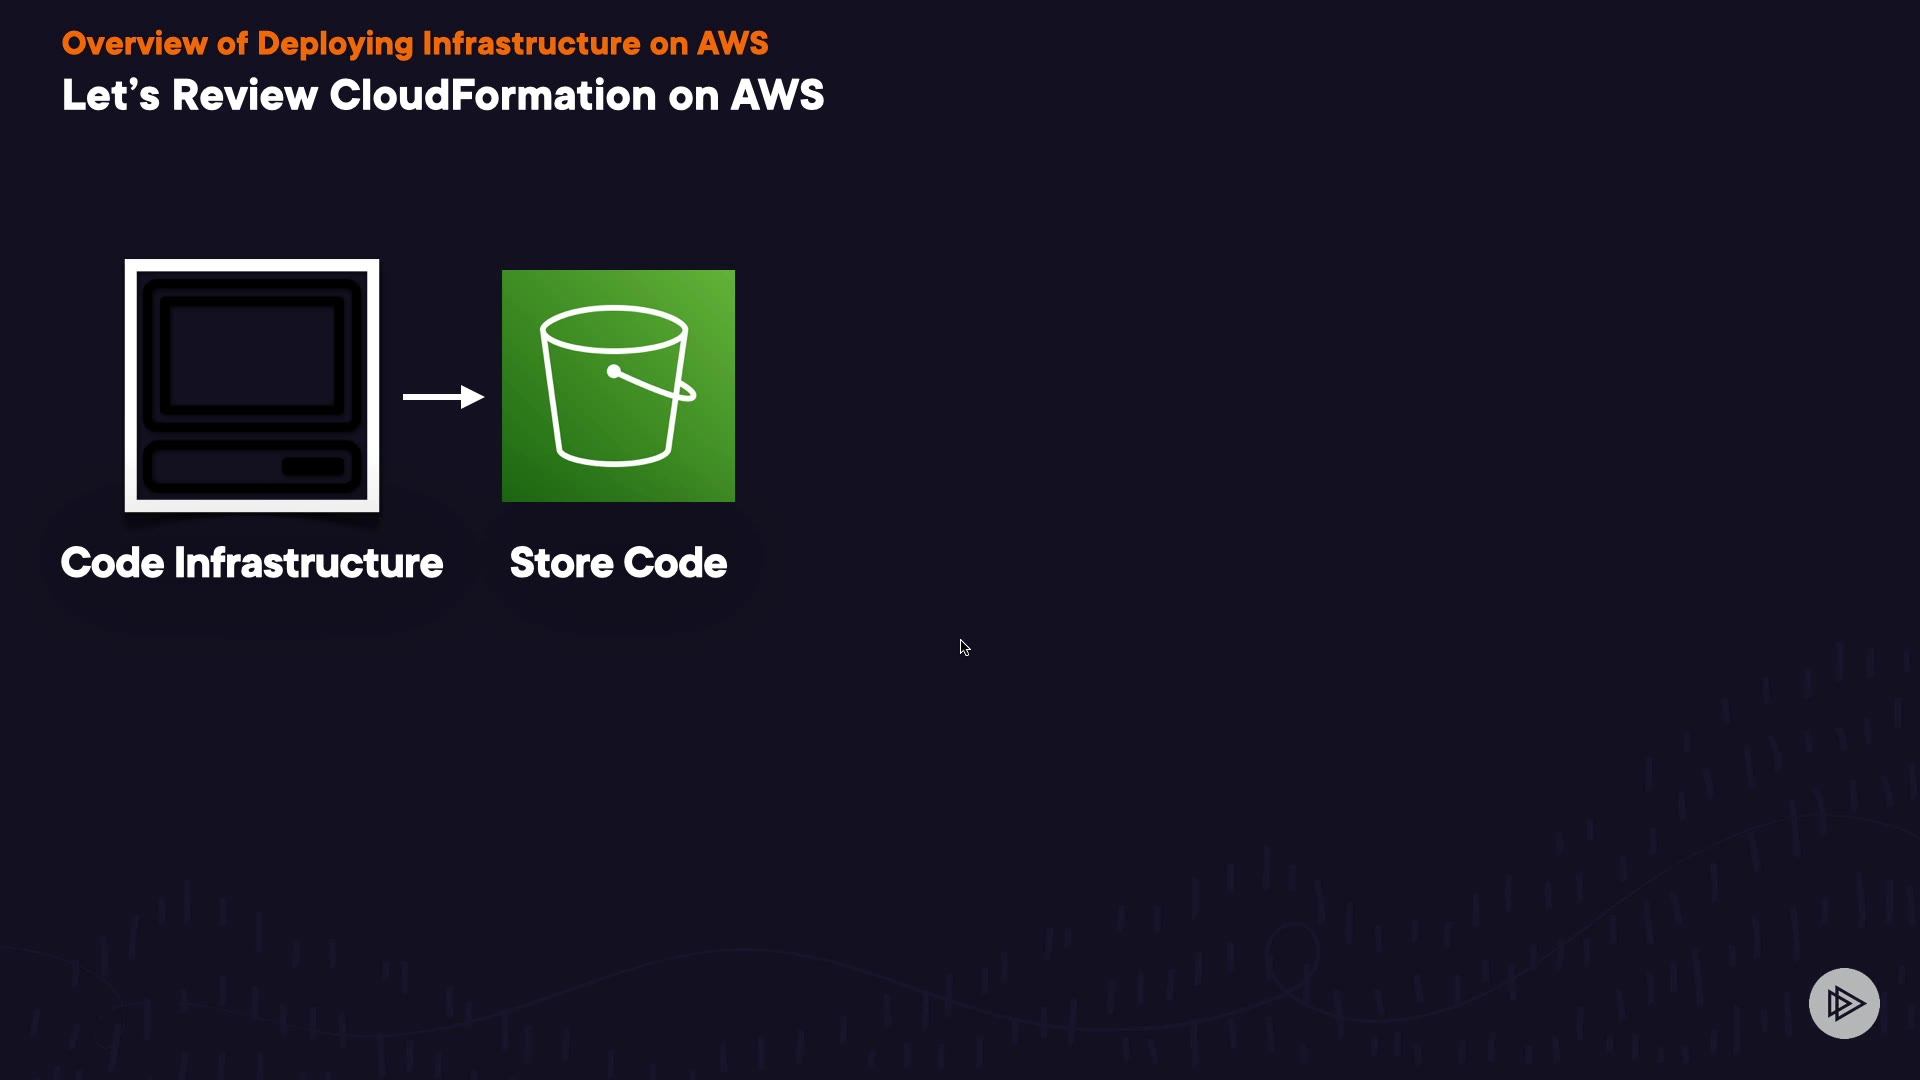 Overview of Deploying Infrastructure on AWS
Let’s Review CloudFormation on AWS
Code Infrastructure
Store Code